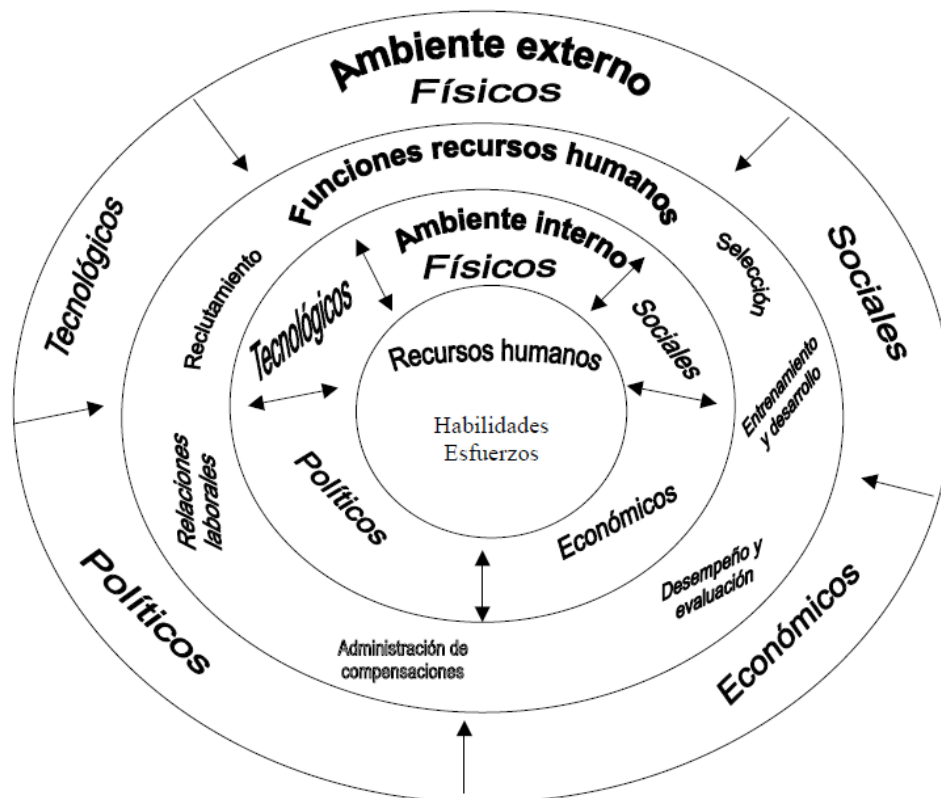 Ambiente externo
Físicos
Tecnológicos
Sociales
Políticos
Económicos
Funciones recursos humanos
Reclutamiento
Selección
Entrenamiento
y desarrollo
Desempeño y
evaluación
Administración de
compensaciones
Relaciones
laborales
Ambiente interno
Físicos
Tecnológicos
Sociales
Políticos
Económicos
Recursos humanos
Habilidades
Esfuerzos